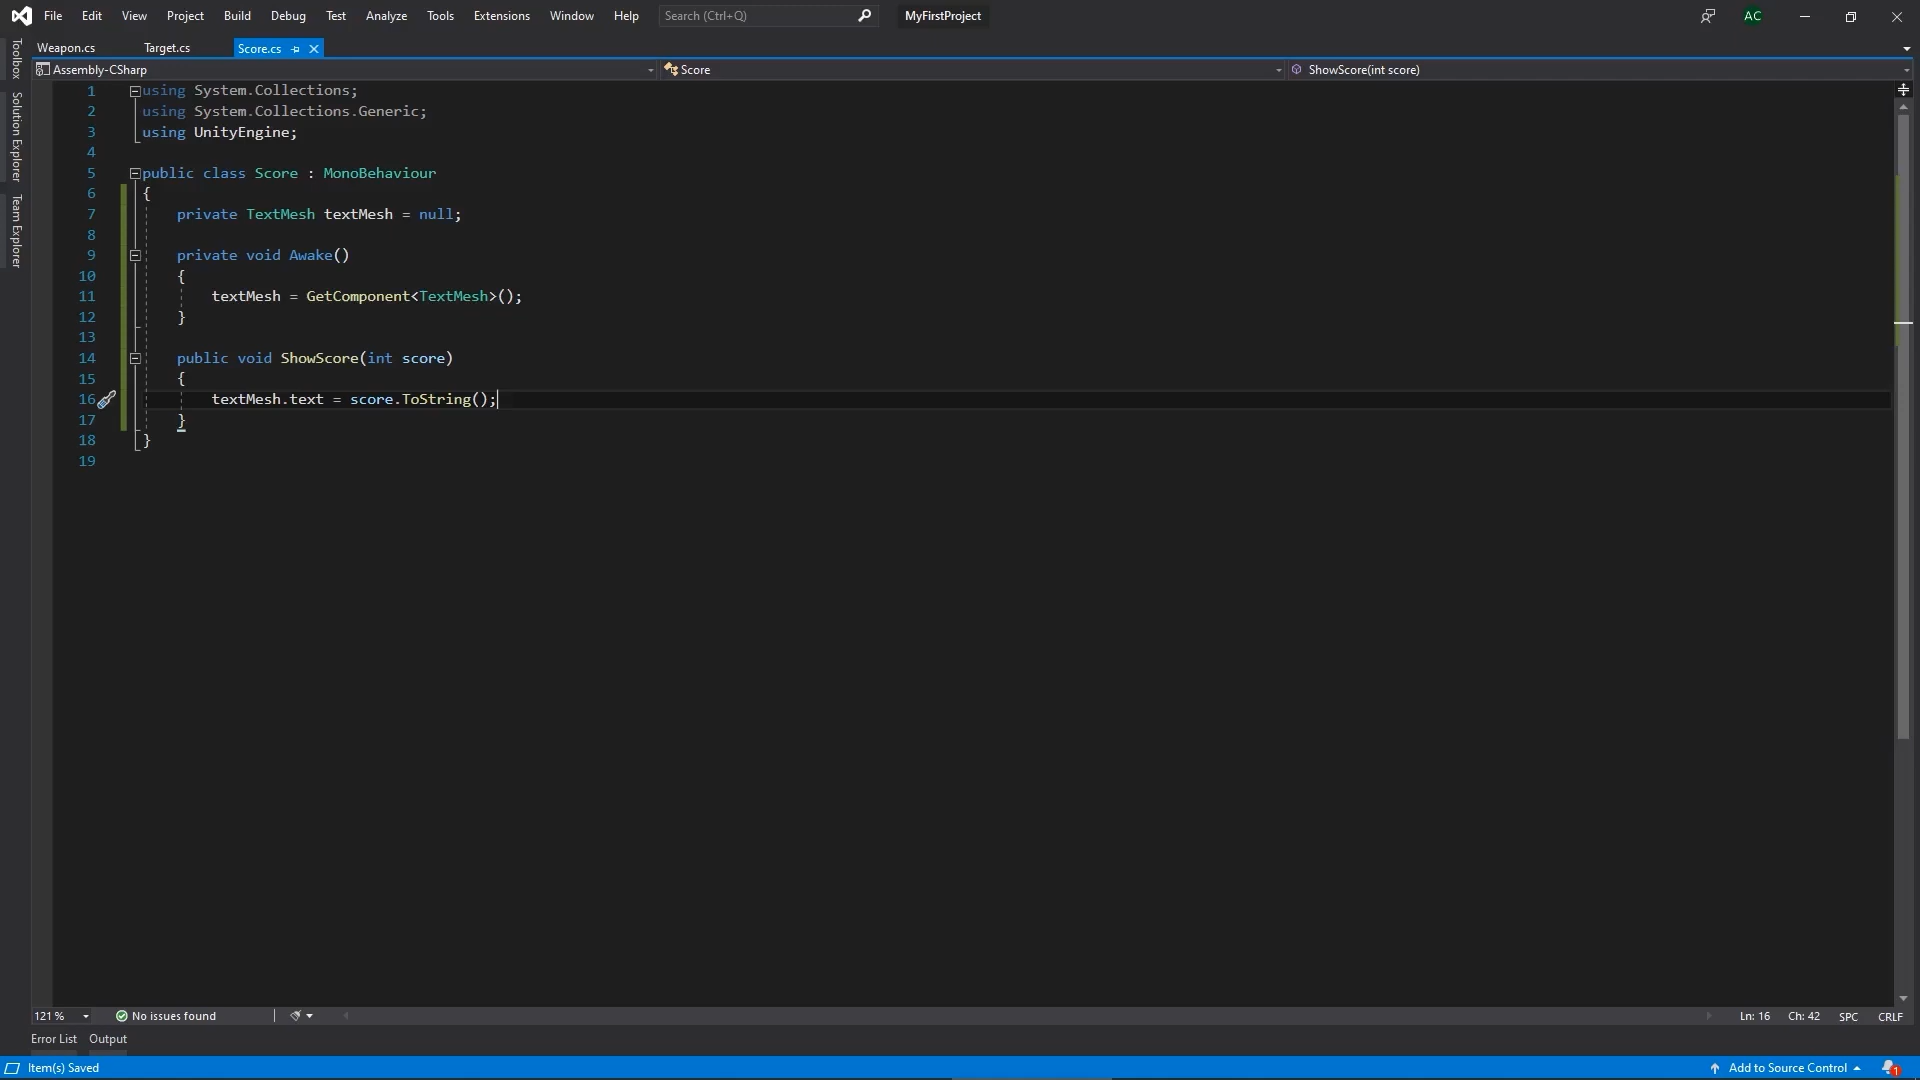 File Edit View Project Build Debug Test Analyze Tools Extensions Window Help Search (Ctrl+Q) MyFirstProject AC
Weapon.cs Target.cs Score.cs
Assembly-CSharp Score ShowScore(int score)
Toolbox
Solution Explorer
Team Explorer
1 using System.Collections;
2 using System.Collections.Generic;
3 using UnityEngine;
4
5 public class Score : MonoBehaviour
6 {
7 private TextMesh textMesh = null;
8
9 private void Awake()
10 {
11 textMesh = GetComponent<TextMesh>();
12 }
13
14 public void ShowScore(int score)
15 {
16 textMesh.text = score.ToString();
17 }
18 }
19
121 % No issues found Ln: 16 Ch: 42 SPC CRLF
Error List Output
Item(s) Saved Add to Source Control 1